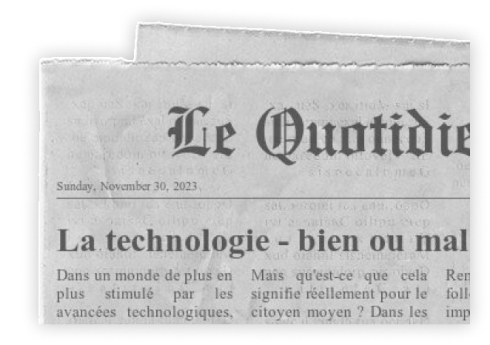 Le Quotidie
Sunday, November 30, 2023
La technologie - bien ou mal
Dans un monde de plus en
plus stimulé par les
avancées technologiques,
Mais qu'est-ce que cela
signifie réellement pour le
citoyen moyen ? Dans les
Ren
foll
imp